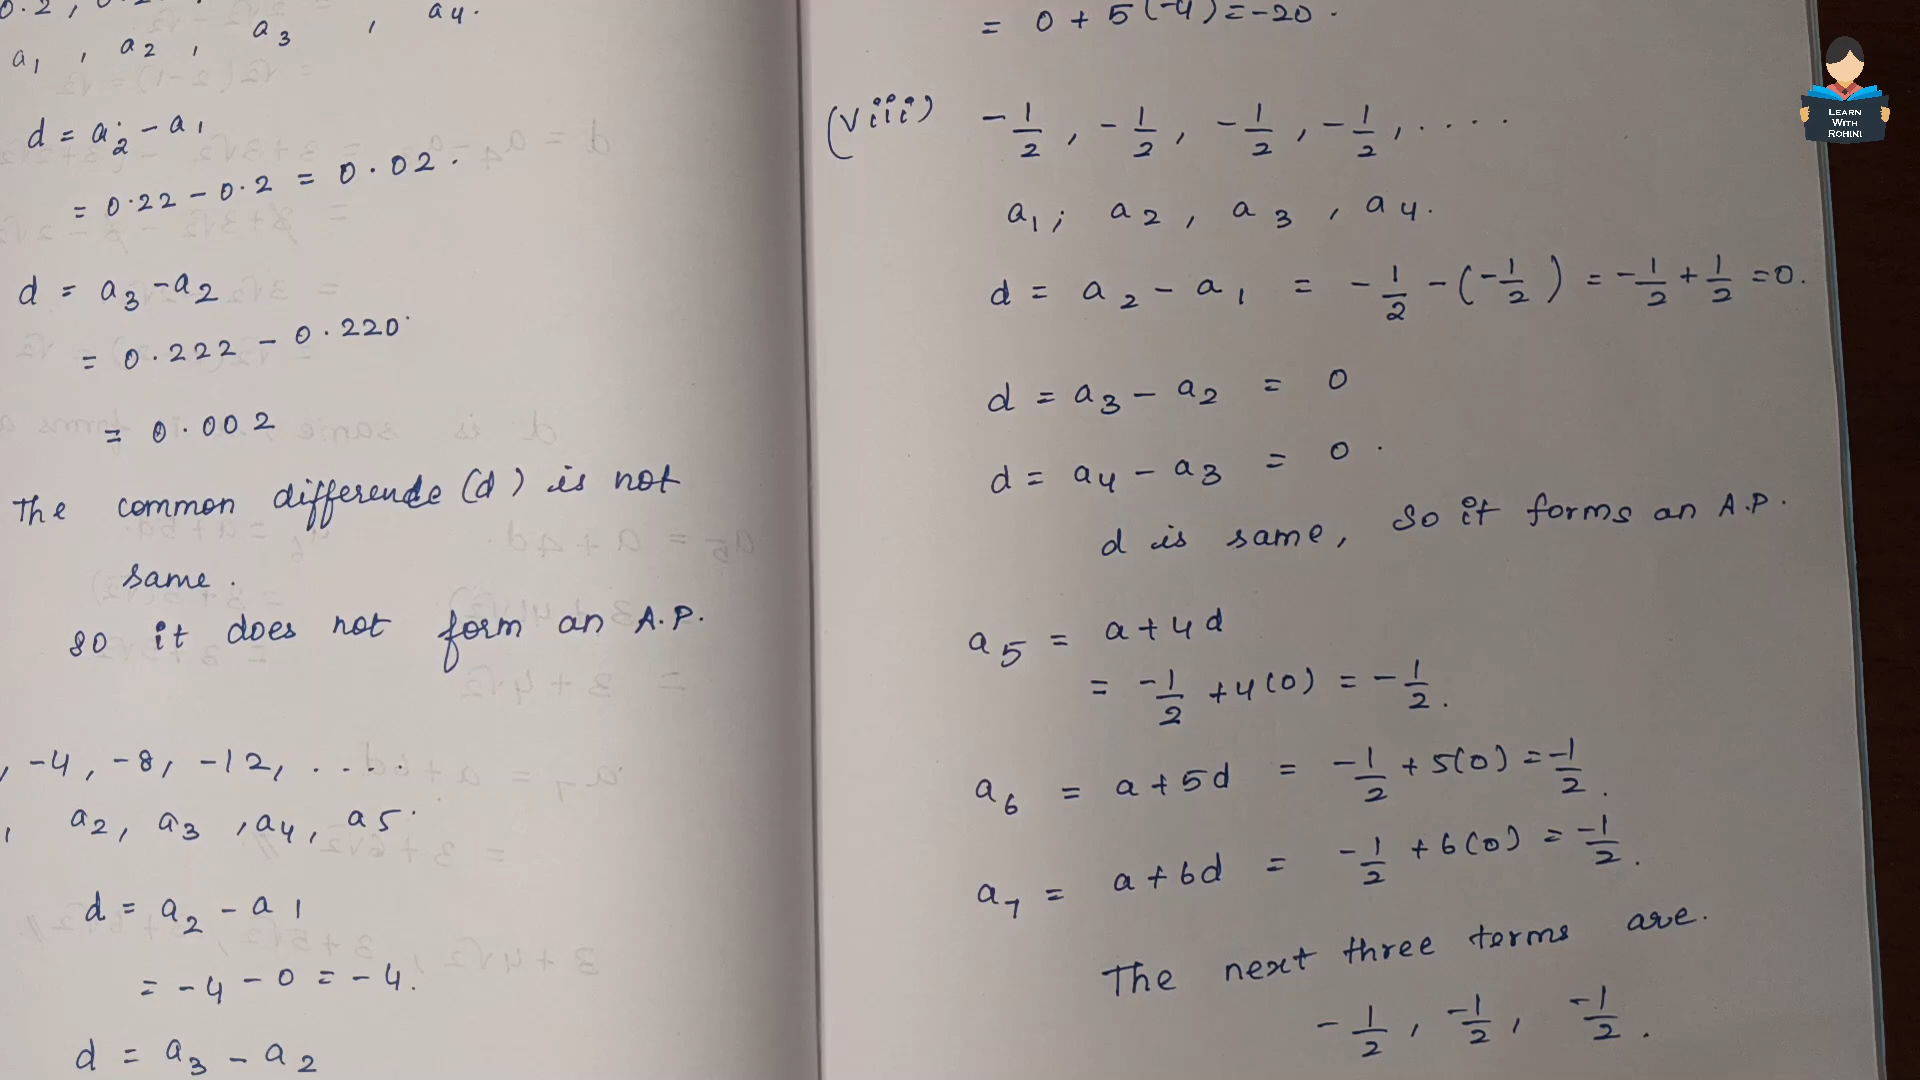 a₁ , a₂ , a₃ , a₄.
d = a₂ - a₁
= 0.22 - 0.2 = 0.02.
d = a₃ - a₂
= 0.222 - 0.220
= 0.002
The common difference (d) is not
same.
so it does not form an A.P.
, -4, -8, -12, ....
, a₂, a₃, a₄, a5.
d = a₂ - a₁
= -4 - 0 = -4.
d = a₃ - a₂
= 0 + 5(-4) = -20.
(viii) -1/2, -1/2, -1/2, -1/2, ....
a₁; a₂, a₃, a₄.
d = a₂ - a₁ = -1/2 - (-1/2) = -1/2 + 1/2 = 0.
d = a₃ - a₂ = 0
d = a₄ - a₃ = 0.
d is same, so it forms an A.P.
a₅ = a + 4d
= -1/2 + 4(0) = -1/2.
a₆ = a + 5d = -1/2 + 5(0) = -1/2.
a₇ = a + 6d = -1/2 + 6(0) = -1/2.
The next three terms are.
-1/2, -1/2, -1/2.
LEARN
WITH
ROHINI